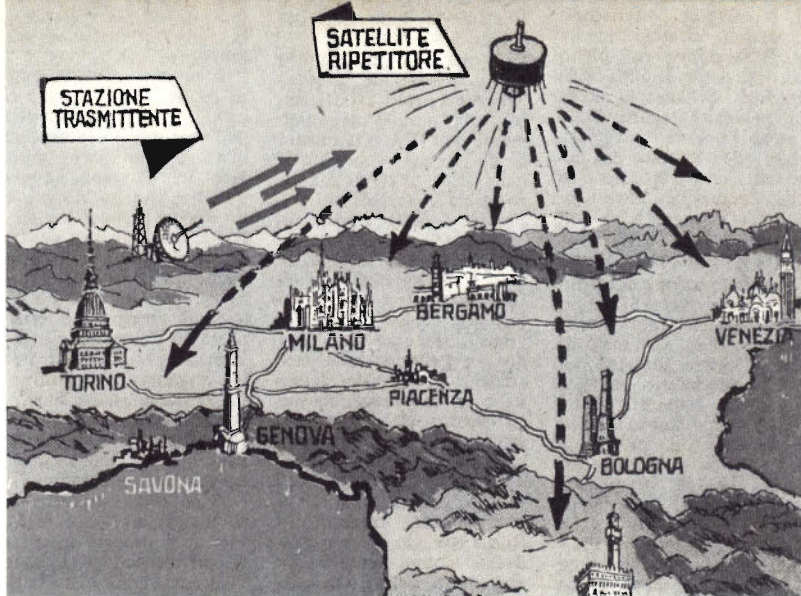 SATELLITE
RIPETITORE
STAZIONE
TRASMITTENTE
BERGAMO
VENEZIA
MILANO
TORINO
PIACENZA
GENOVA
BOLOGNA
SAVONA